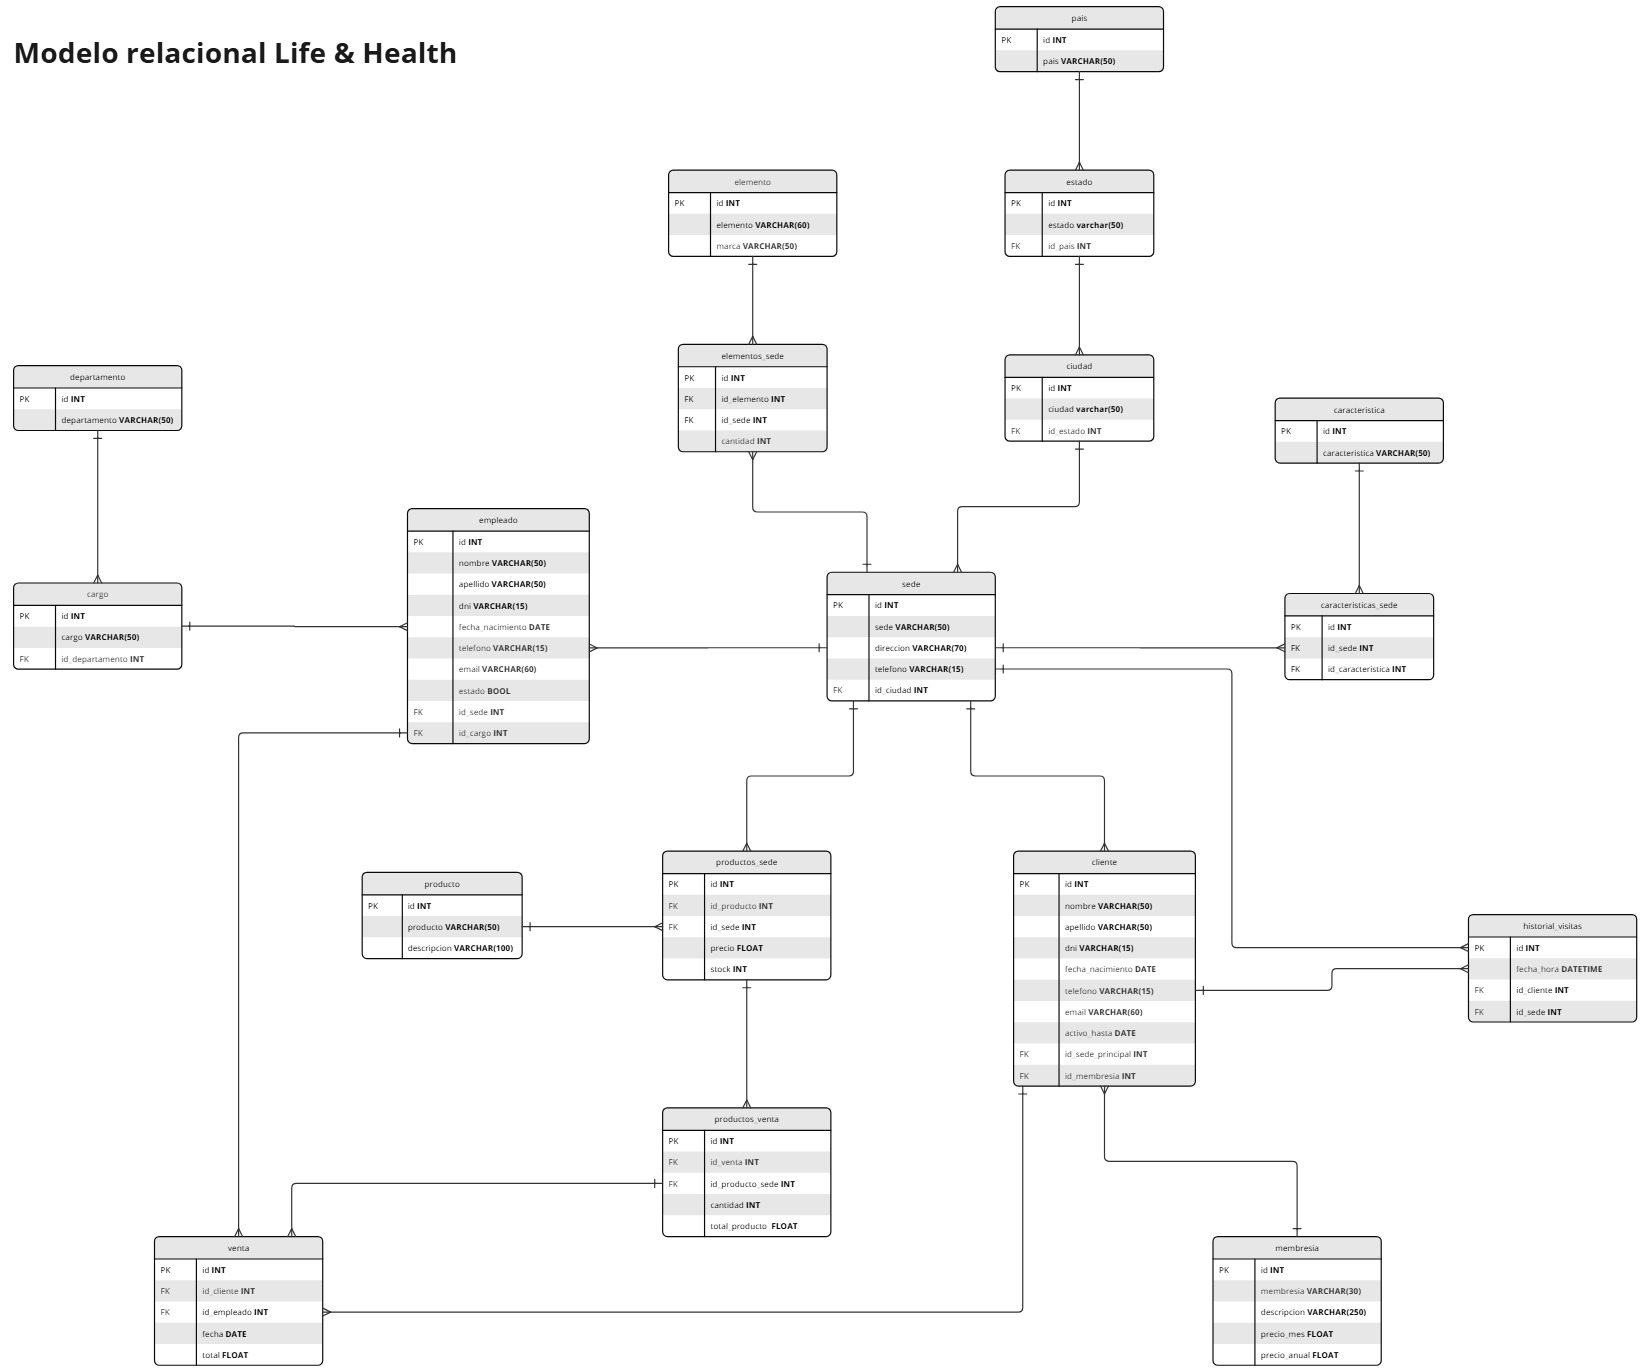 Modelo relacional Life & Health
pais
PK id INT
pais VARCHAR(50)
elemento
PK id INT
elemento VARCHAR(60)
marca VARCHAR(50)
estado
PK id INT
estado varchar(50)
FK id_pais INT
elementos_sede
PK id INT
FK id_elemento INT
FK id_sede INT
cantidad INT
ciudad
PK id INT
ciudad varchar(50)
FK id_estado INT
departamento
PK id INT
departamento VARCHAR(50)
caracteristica
PK id INT
caracteristica VARCHAR(50)
empleado
PK id INT
nombre VARCHAR(50)
apellido VARCHAR(50)
dni VARCHAR(15)
fecha_nacimiento DATE
telefono VARCHAR(15)
email VARCHAR(60)
estado BOOL
FK id_sede INT
FK id_cargo INT
cargo
PK id INT
cargo VARCHAR(50)
FK id_departamento INT
sede
PK id INT
sede VARCHAR(50)
direccion VARCHAR(70)
telefono VARCHAR(15)
FK id_ciudad INT
caracteristicas_sede
PK id INT
FK id_sede INT
FK id_caracteristica INT
producto
PK id INT
producto VARCHAR(50)
descripcion VARCHAR(100)
productos_sede
PK id INT
FK id_producto INT
FK id_sede INT
precio FLOAT
stock INT
cliente
PK id INT
nombre VARCHAR(50)
apellido VARCHAR(50)
dni VARCHAR(15)
fecha_nacimiento DATE
telefono VARCHAR(15)
email VARCHAR(60)
activo_hasta DATE
FK id_sede_principal INT
FK id_membresia INT
historial_visitas
PK id INT
fecha_hora DATETIME
FK id_cliente INT
FK id_sede INT
productos_venta
PK id INT
FK id_venta INT
FK id_producto_sede INT
cantidad INT
total_producto FLOAT
venta
PK id INT
FK id_cliente INT
FK id_empleado INT
fecha DATE
total FLOAT
membresia
PK id INT
membresia VARCHAR(30)
descripcion VARCHAR(250)
precio_mes FLOAT
precio_anual FLOAT